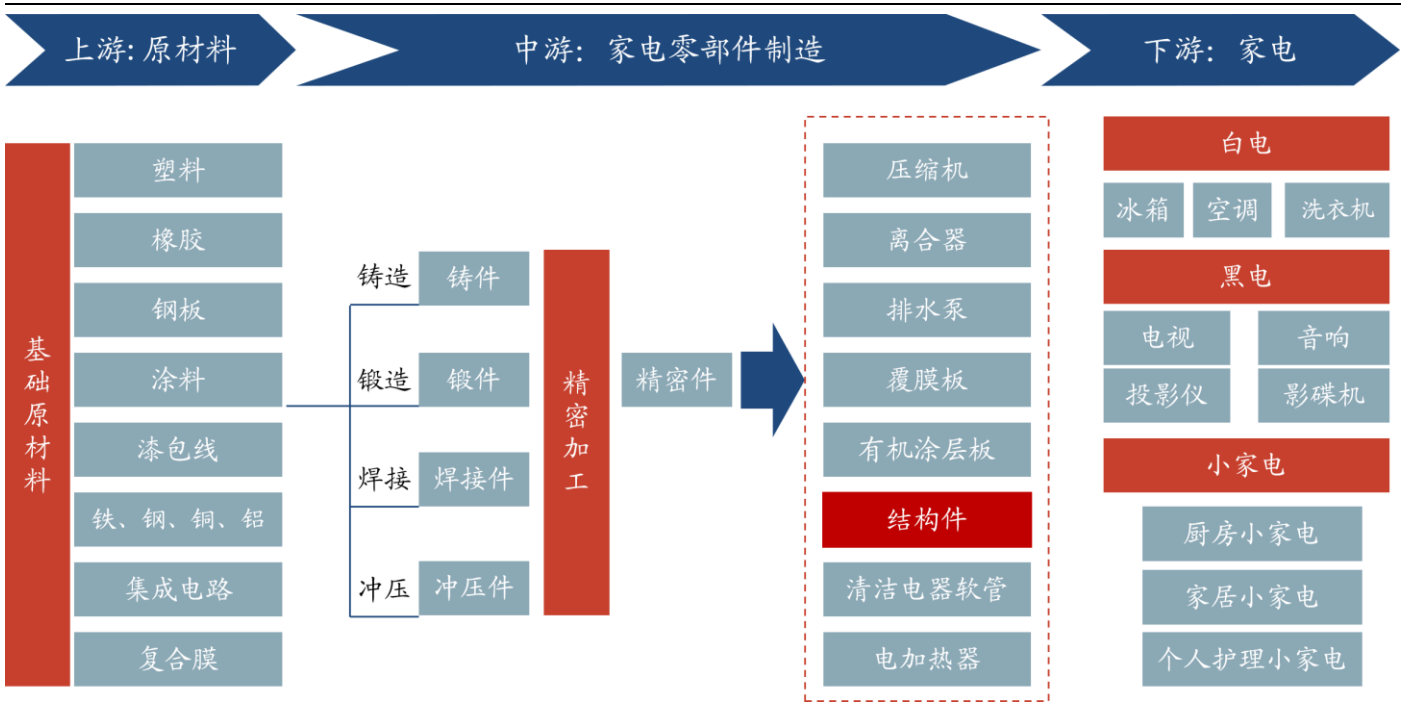 上游:原材料
中游：家电零部件制造
下游：家电
基础原材料
塑料
橡胶
钢板
涂料
漆包线
铁、钢、铜、铝
集成电路
复合膜
铸造
铸件
锻造
锻件
焊接
焊接件
冲压
冲压件
精密加工
精密件
压缩机
离合器
排水泵
覆膜板
有机涂层板
结构件
清洁电器软管
电加热器
白电
冰箱
空调
洗衣机
黑电
电视
音响
投影仪
影碟机
小家电
厨房小家电
家居小家电
个人护理小家电